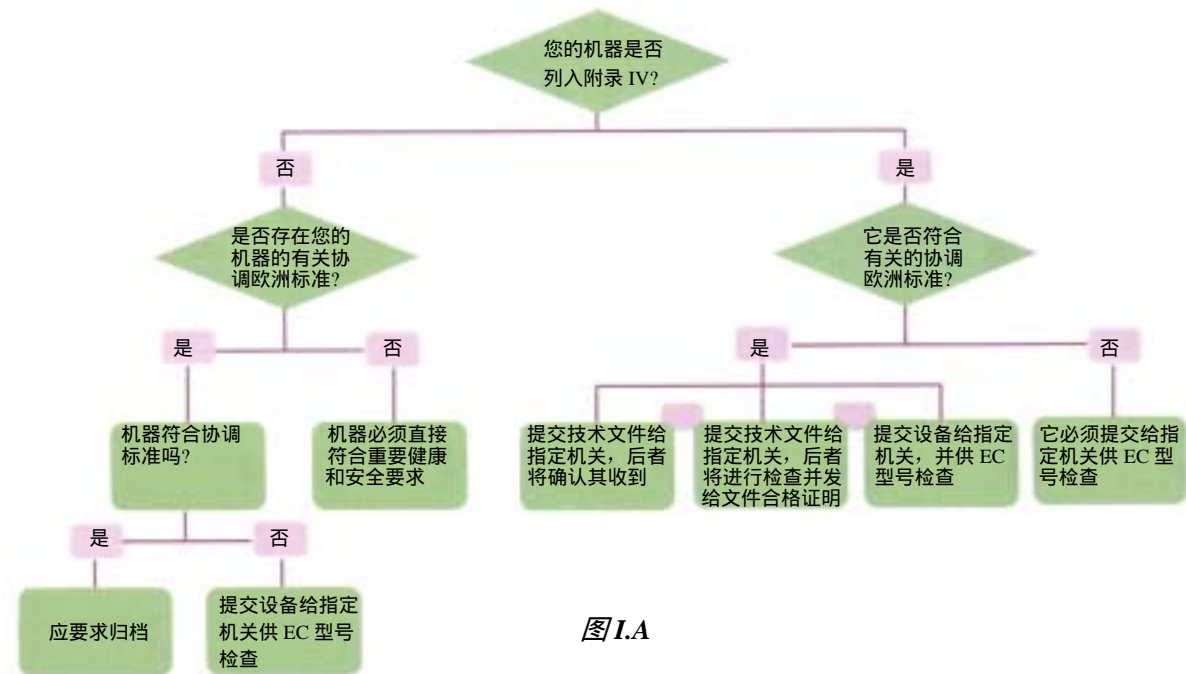 您的机器是否
列入附录 IV?
否
是
是否存在您的
机器的有关协
调欧洲标准?
它是否符合
有关的协调
欧洲标准?
是
否
是
否
机器符合协调
标准吗?
机器必须直接
符合重要健康
和安全要求
提交技术文件给
指定机关，后者
将确认其收到
提交技术文件给
指定机关，后者
将进行检查并发
给文件合格证明
提交设备给指定
机关，并供 EC
型号检查
它必须提交给指
定机关供 EC 型
号检查
是
否
应要求归档
提交设备给指定
机关供 EC 型号
检查
图 I.A